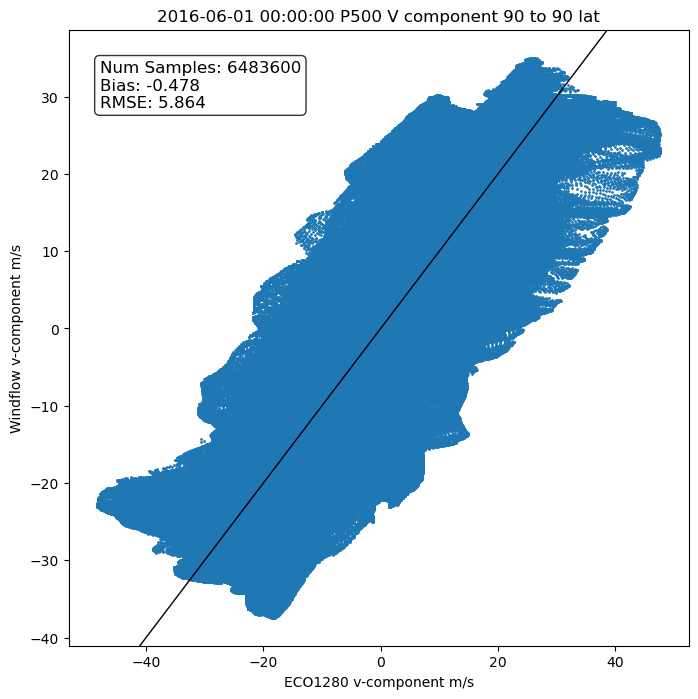 2016-06-01 00:00:00 P500 V component 90 to 90 lat
Num Samples: 6483600
Bias: -0.478
RMSE: 5.864
30
20
10
0
−10
−20
−30
−40
Windflow v-component m/s
−40
−20
0
20
40
ECO1280 v-component m/s